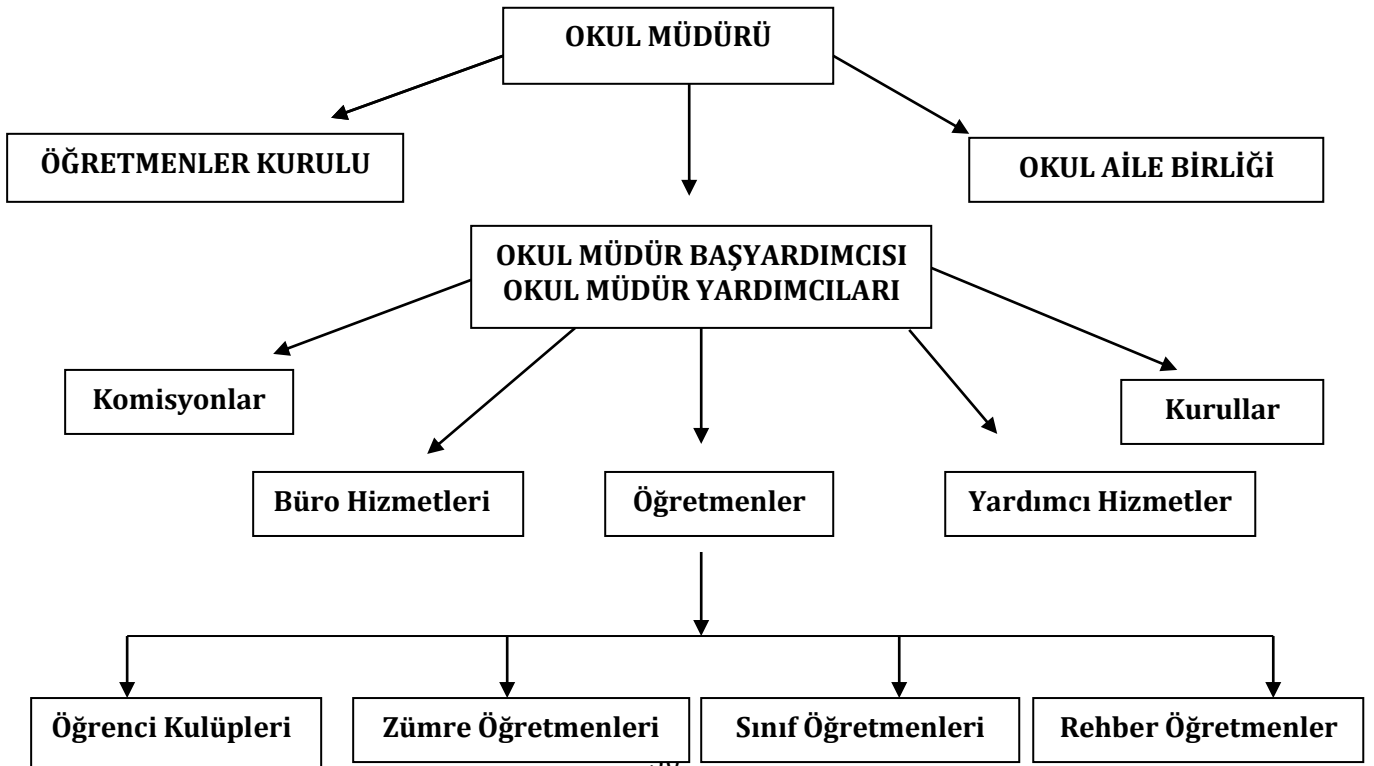 OKUL MÜDÜRÜ
ÖĞRETMENLER KURULU
OKUL AİLE BİRLİĞİ
OKUL MÜDÜR BAŞYARDIMCISI
OKUL MÜDÜR YARDIMCILARI
Komisyonlar
Kurullar
Büro Hizmetleri
Öğretmenler
Yardımcı Hizmetler
Öğrenci Kulüpleri
Zümre Öğretmenleri
Sınıf Öğretmenleri
Rehber Öğretmenler